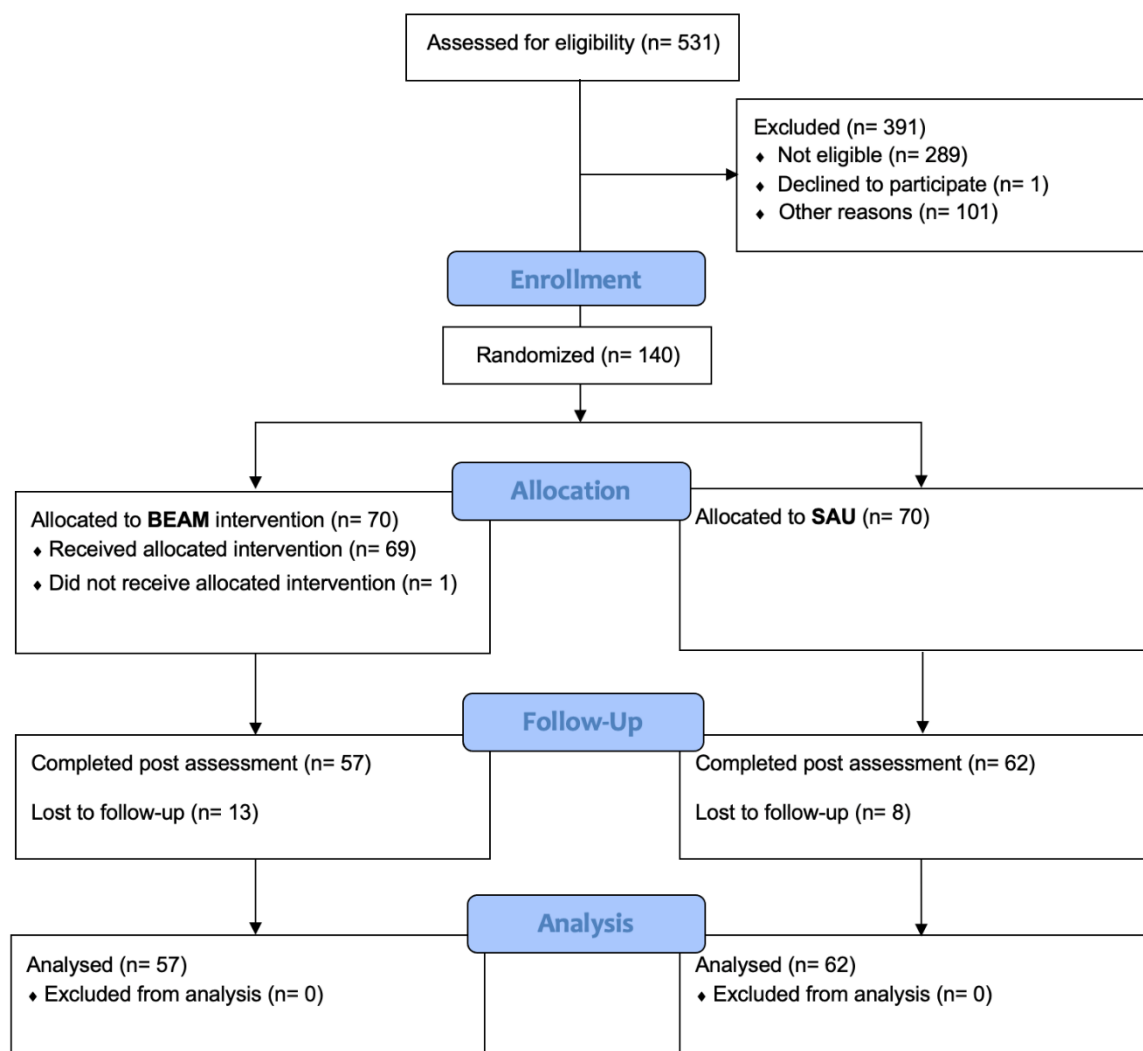 Assessed for eligibility (n= 531)
Excluded (n= 391)
♦ Not eligible (n= 289)
♦ Declined to participate (n= 1)
♦ Other reasons (n= 101)
Enrollment
Randomized (n= 140)
Allocation
Allocated to BEAM intervention (n= 70)
♦ Received allocated intervention (n= 69)
♦ Did not receive allocated intervention (n= 1)
Allocated to SAU (n= 70)
Follow-Up
Completed post assessment (n= 57)
Lost to follow-up (n= 13)
Completed post assessment (n= 62)
Lost to follow-up (n= 8)
Analysis
Analysed (n= 57)
♦ Excluded from analysis (n= 0)
Analysed (n= 62)
♦ Excluded from analysis (n= 0)